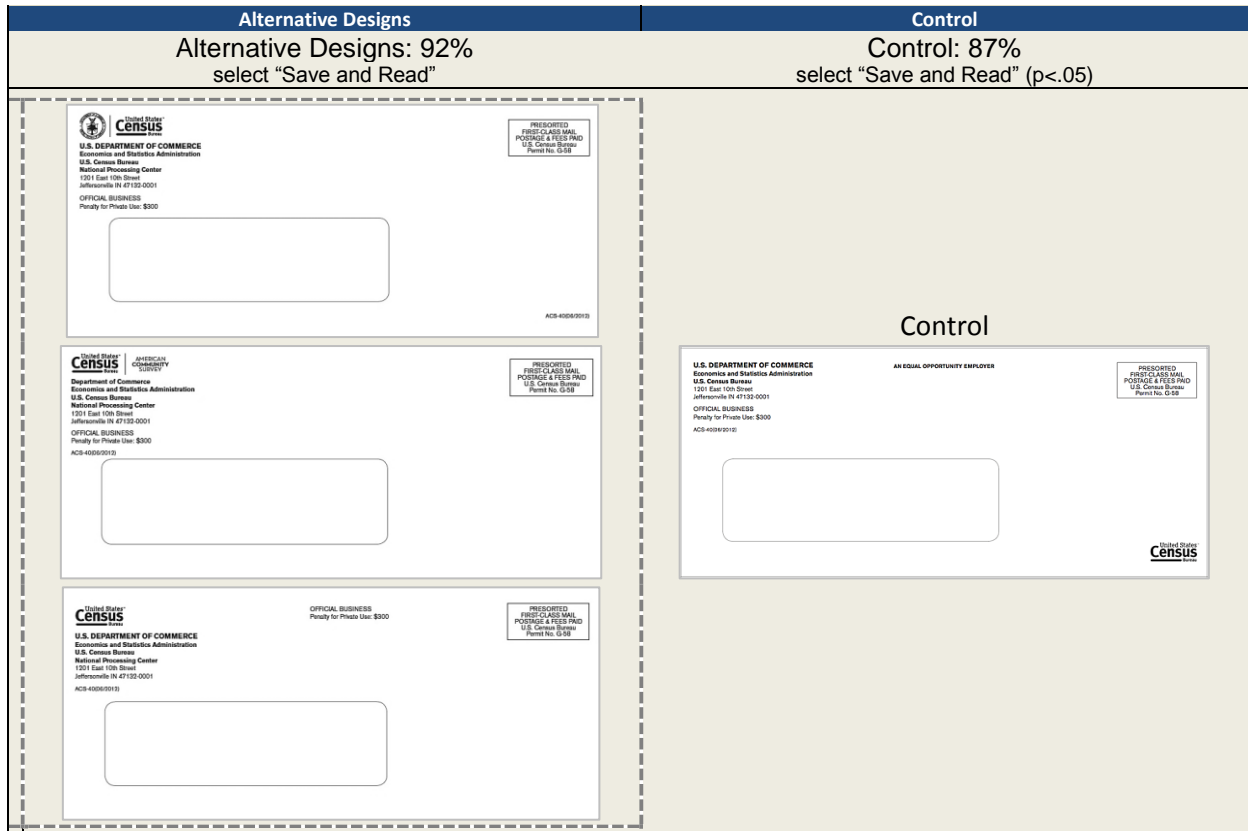 Alternative Designs
Control
Alternative Designs: 92%
select “Save and Read”
Control: 87%
select “Save and Read” (p<.05)
United States™
Census
Bureau
U.S. DEPARTMENT OF COMMERCE
Economics and Statistics Administration
U.S. Census Bureau
National Processing Center
1201 East 10th Street
Jeffersonville IN 47132-0001
OFFICIAL BUSINESS
Penalty for Private Use: $300
PRESORTED
FIRST-CLASS MAIL
POSTAGE & FEES PAID
U.S. Census Bureau
Permit No. G-58
ACS-40(06/2013)
United States™
Census
Bureau
AMERICAN
COMMUNITY
SURVEY
Department of Commerce
Economics and Statistics Administration
U.S. Census Bureau
National Processing Center
1201 East 10th Street
Jeffersonville IN 47132-0001
OFFICIAL BUSINESS
Penalty for Private Use: $300
ACS-40(06/2012)
PRESORTED
FIRST-CLASS MAIL
POSTAGE & FEES PAID
U.S. Census Bureau
Permit No. G-58
United States™
Census
Bureau
OFFICIAL BUSINESS
Penalty for Private Use: $300
U.S. DEPARTMENT OF COMMERCE
Economics and Statistics Administration
U.S. Census Bureau
National Processing Center
1201 East 10th Street
Jeffersonville IN 47132-0001
ACS-40(06/2012)
PRESORTED
FIRST-CLASS MAIL
POSTAGE & FEES PAID
U.S. Census Bureau
Permit No. G-58
Control
U.S. DEPARTMENT OF COMMERCE
Economics and Statistics Administration
U.S. Census Bureau
1201 East 10th Street
Jeffersonville IN 47132-0001
OFFICIAL BUSINESS
Penalty for Private Use: $300
ACS-40(06/2012)
AN EQUAL OPPORTUNITY EMPLOYER
PRESORTED
FIRST-CLASS MAIL
POSTAGE & FEES PAID
U.S. Census Bureau
Permit No. G-58
United States™
Census
Bureau